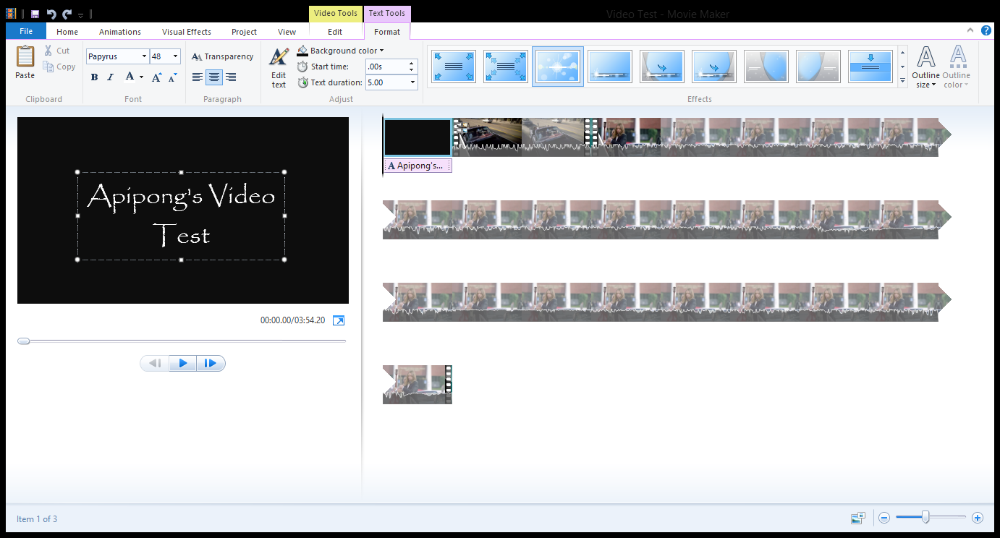 Video Tools Text Tools Video Test - Movie Maker
File Home Animations Visual Effects Project View Edit Format
Paste
Cut
Copy
Clipboard
Papyrus 48
B I A A A
Font
AA Transparency
Paragraph
Edit
text
Background color
Start time: .00s
Text duration: 5.00
Adjust
Effects
Outline
size
Outline
color
Apipong's Video
Test
00:00.00/03:54.20
A Apipong's...
Item 1 of 3